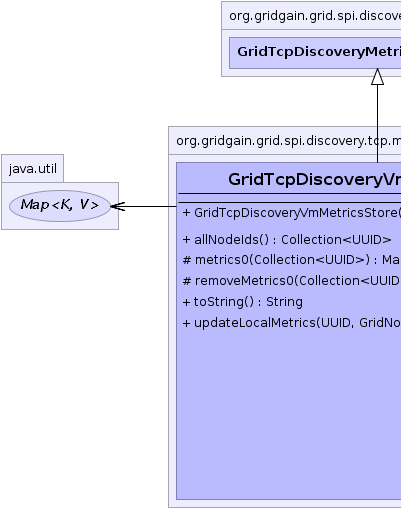 org.gridgain.grid.spi.discove
GridTcpDiscoveryMetri
org.gridgain.grid.spi.discovery.tcp.m
java.util
Map<K, V>
GridTcpDiscoveryVm
+ GridTcpDiscoveryVmMetricsStore(
+ allNodeIds() : Collection<UUID>
# metrics0(Collection<UUID>) : Ma
# removeMetrics0(Collection<UUID
+ toString() : String
+ updateLocalMetrics(UUID, GridNo